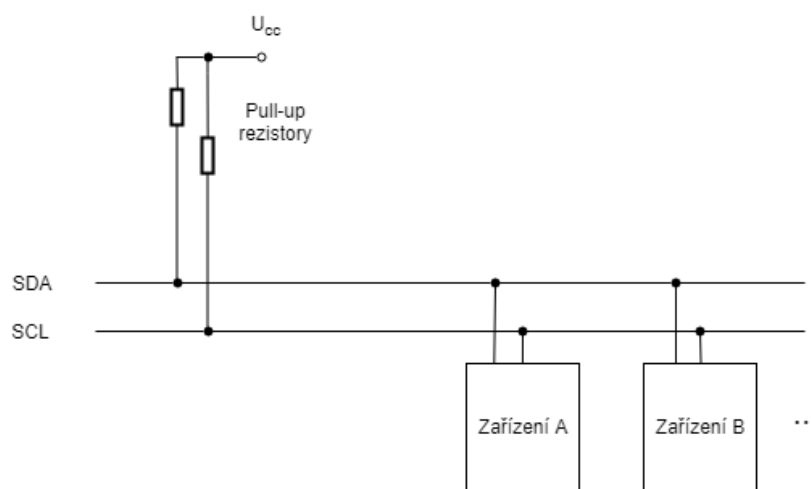 Ucc
Pull-up
rezistory
SDA
SCL
Zařízení A
Zařízení B
..